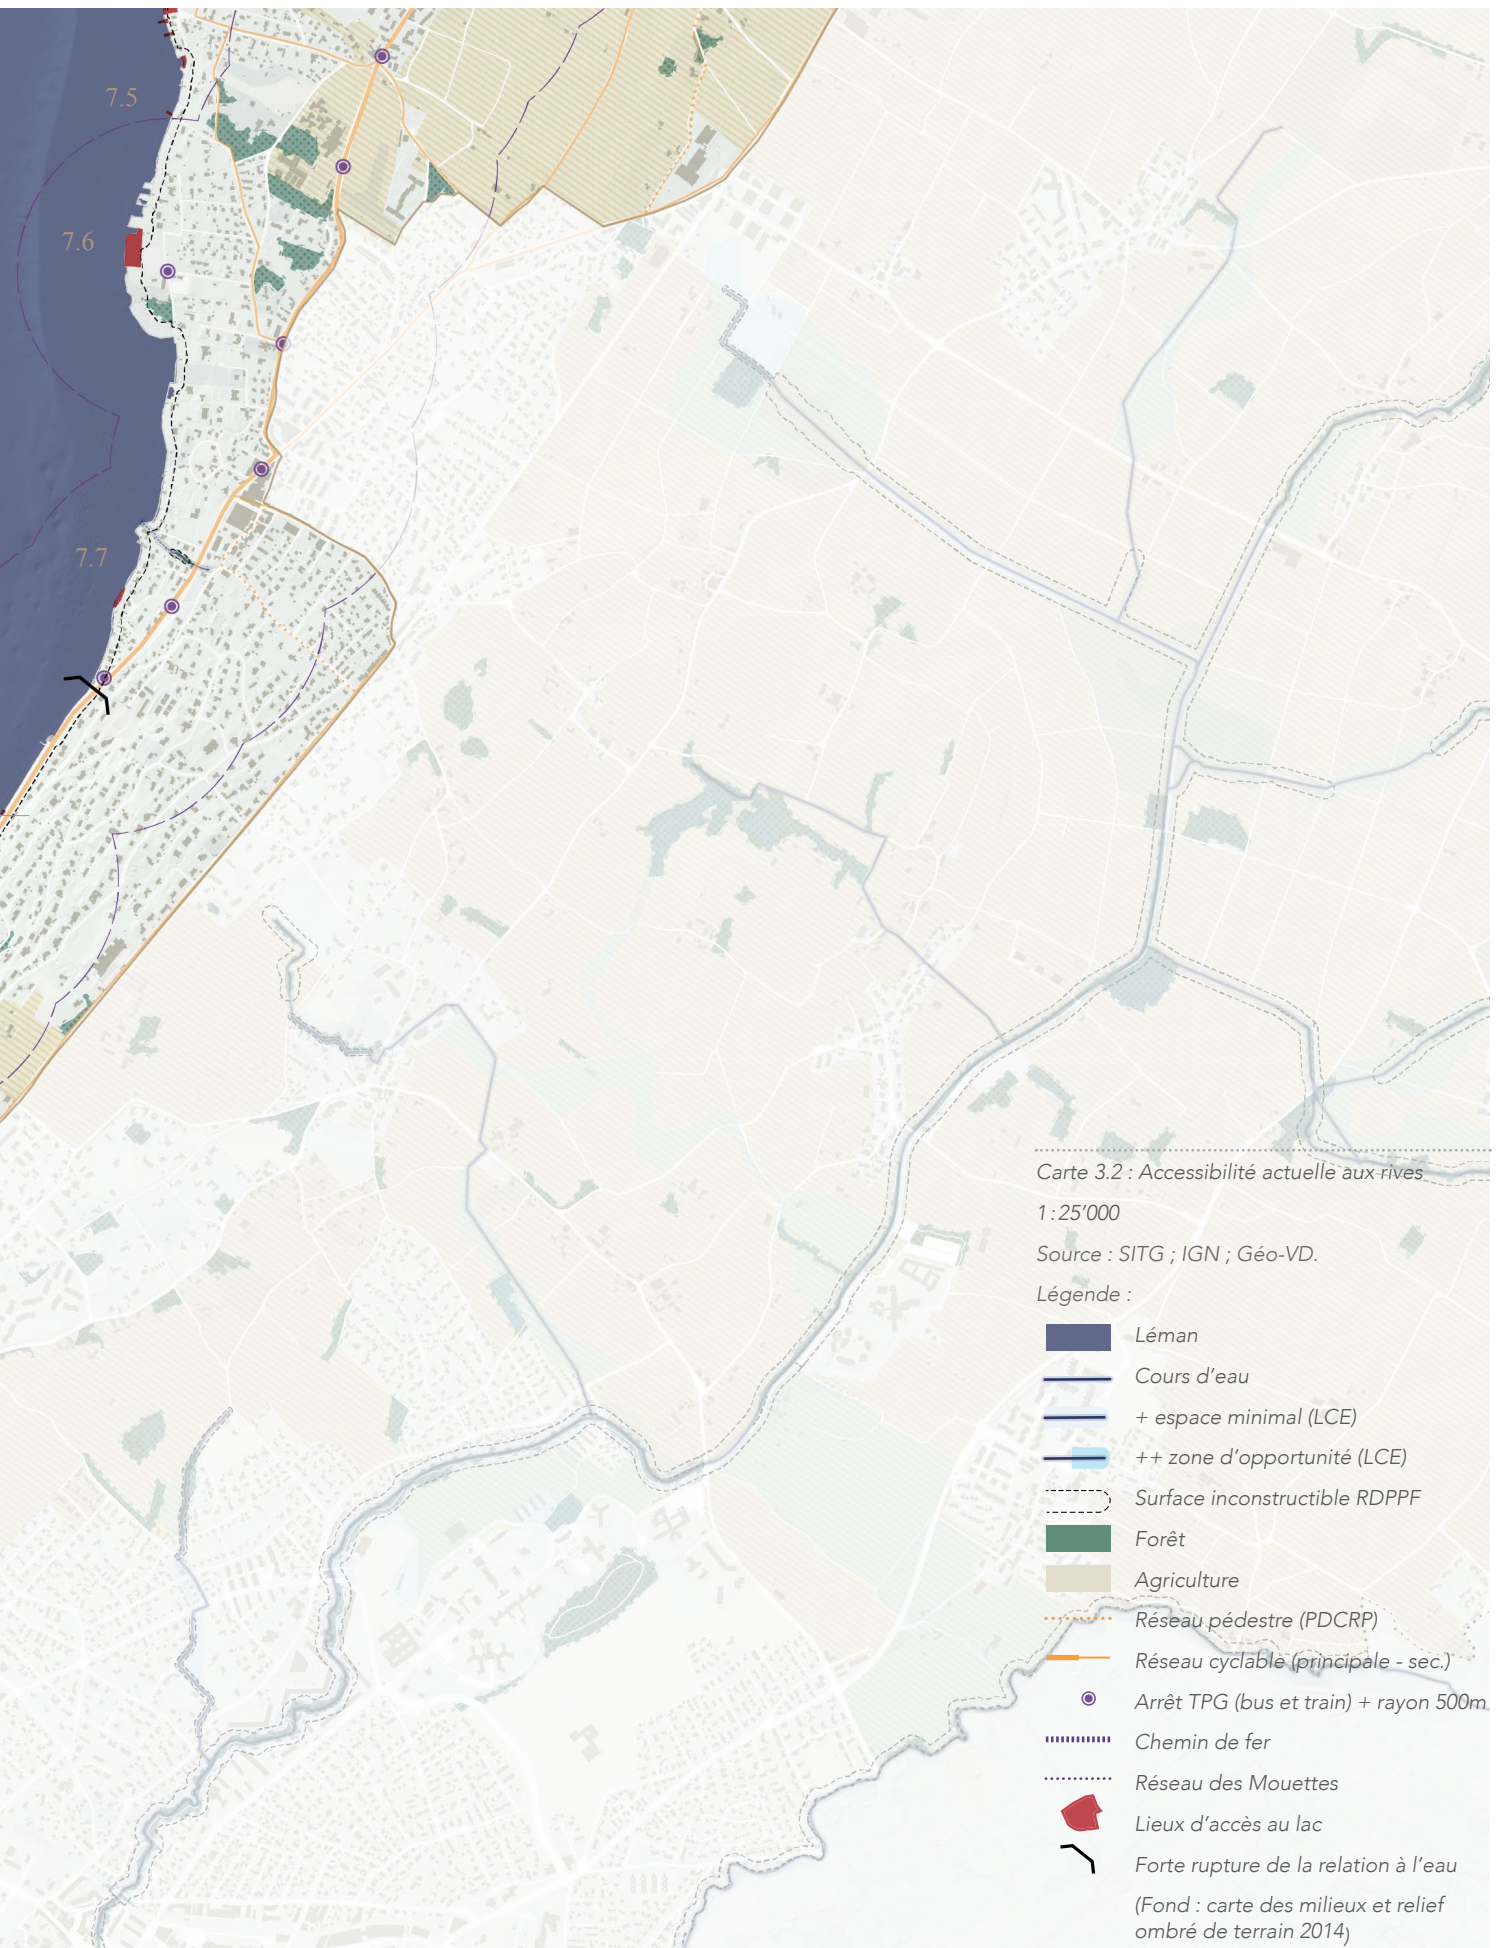 7.5
7.6
7.7
Carte 3.2 : Accessibilité actuelle aux rives
1 : 25’000
Source : SITG ; IGN ; Géo-VD.
Légende :
Léman
Cours d’eau
+ espace minimal (LCE)
++ zone d’opportunité (LCE)
Surface inconstructible RDPPF
Forêt
Agriculture
Réseau pédestre (PDCRP)
Réseau cyclable (principale - sec.)
Arrêt TPG (bus et train) + rayon 500m
Chemin de fer
Réseau des Mouettes
Lieux d’accès au lac
Forte rupture de la relation à l’eau
(Fond : carte des milieux et relief
ombré de terrain 2014)